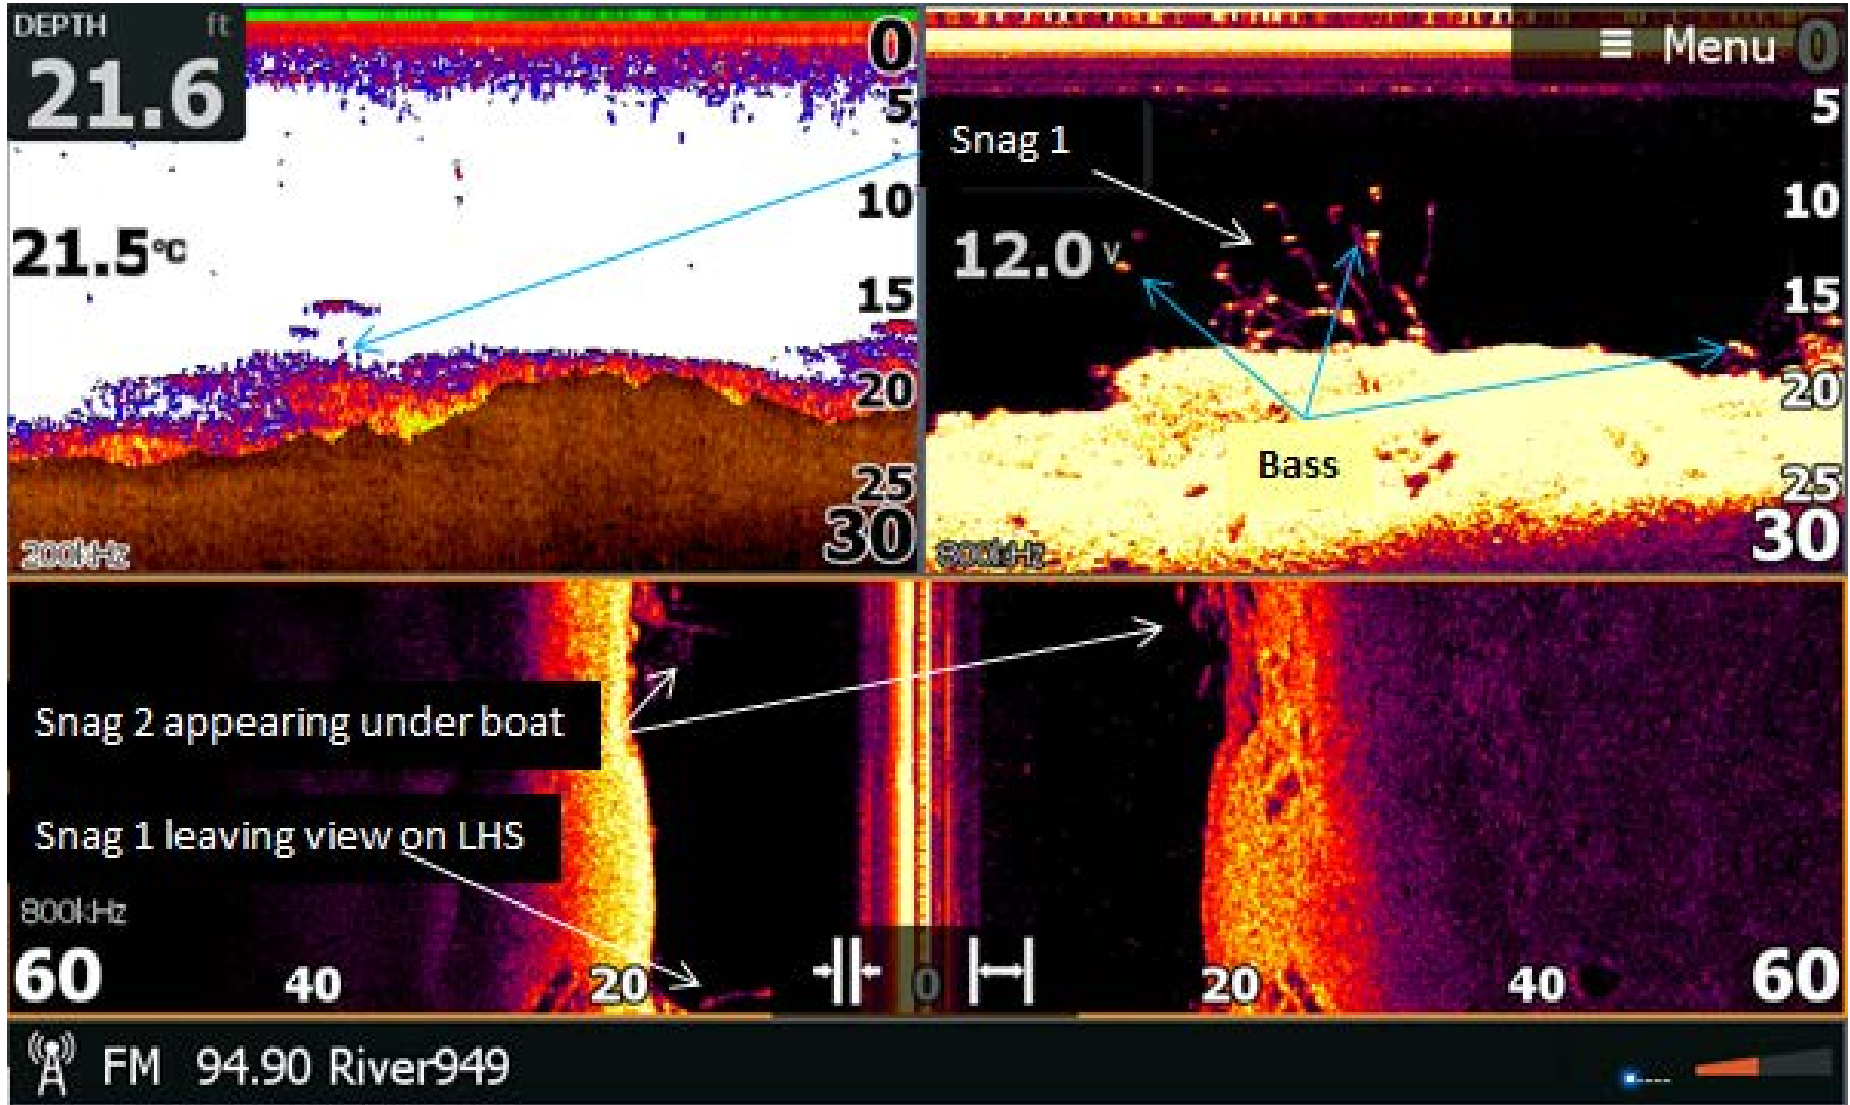 DEPTH ft
21.6
21.5°C
0
5
10
15
20
25
30
200kHz
Menu
0
5
10
15
20
25
30
Snag 1
12.0 v
Bass
800kHz
Snag 2 appearing under boat
Snag 1 leaving view on LHS
800kHz
60 40 20 0 20 40 60
FM 94.90 River949